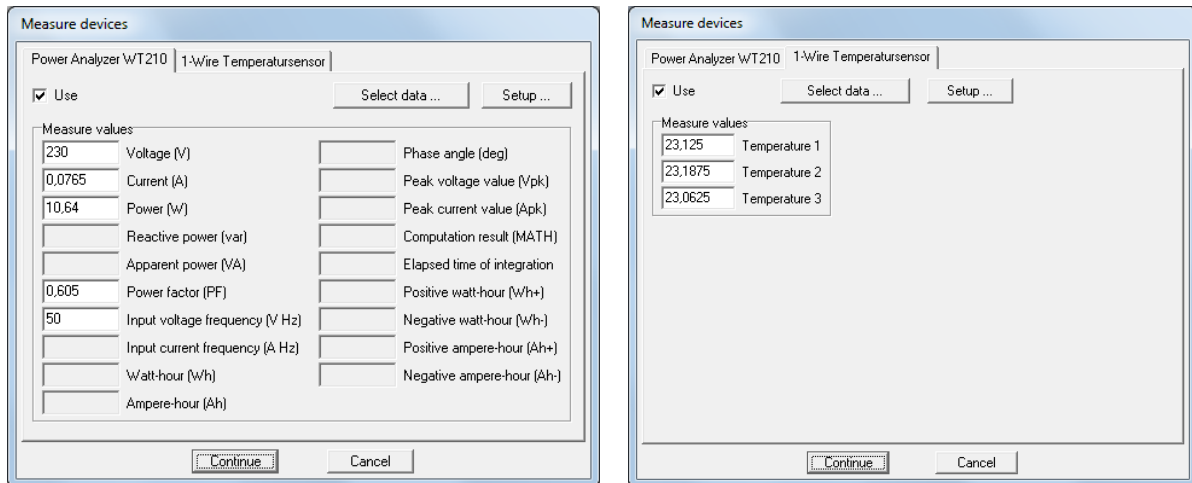 Measure devices
Power Analyzer WT210 1-Wire Temperatursensor
Use Select data ... Setup ...
Measure values
230 Voltage (V) Phase angle (deg)
0,0765 Current (A) Peak voltage value (Vpk)
10,64 Power (W) Peak current value (Apk)
Reactive power (var) Computation result (MATH)
Apparent power (VA) Elapsed time of integration
0,605 Power factor (PF) Positive watt-hour (Wh+)
50 Input voltage frequency (V Hz) Negative watt-hour (Wh-)
Input current frequency (A Hz) Positive ampere-hour (Ah+)
Watt-hour (Wh) Negative ampere-hour (Ah-)
Ampere-hour (Ah)
Continue Cancel
Measure devices
Power Analyzer WT210 1-Wire Temperatursensor
Use Select data ... Setup ...
Measure values
23,125 Temperature 1
23,1875 Temperature 2
23,0625 Temperature 3
Continue Cancel